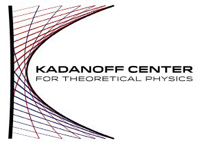 KADANOFF CENTER
FOR THEORETICAL PHYSICS